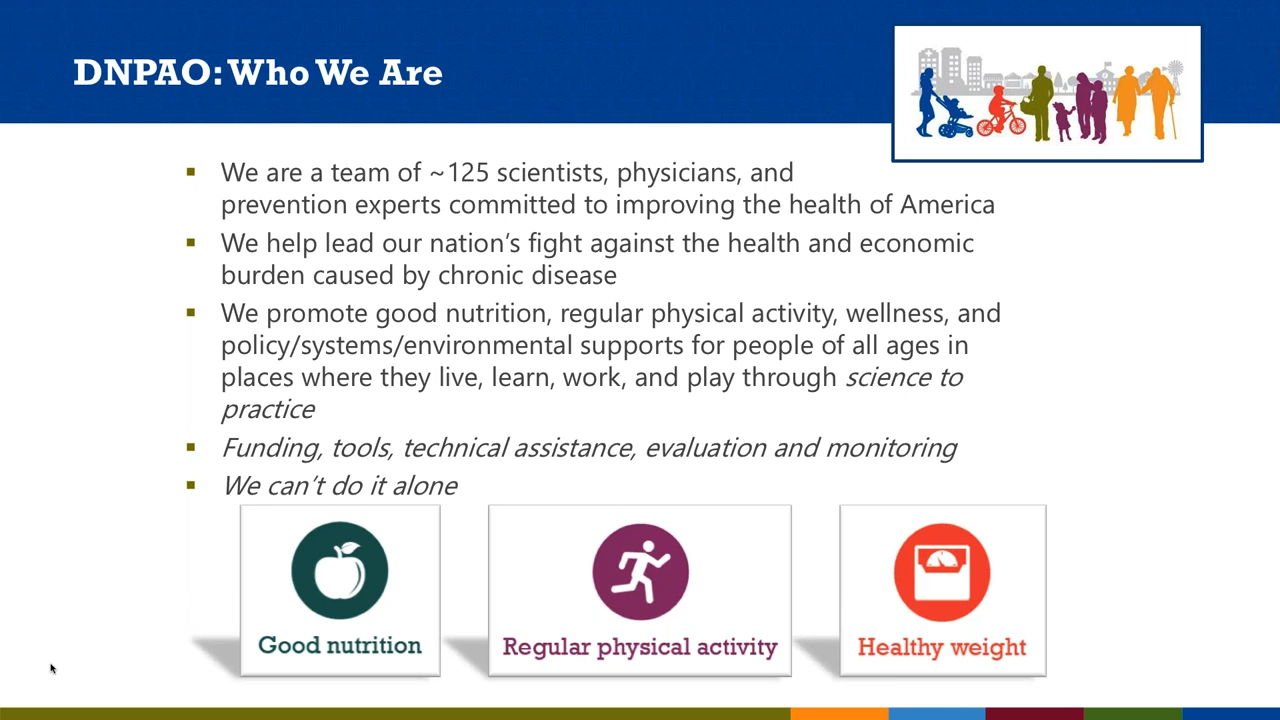 DNPAO: Who We Are
▪ We are a team of ~125 scientists, physicians, and
prevention experts committed to improving the health of America
▪ We help lead our nation’s fight against the health and economic
burden caused by chronic disease
▪ We promote good nutrition, regular physical activity, wellness, and
policy/systems/environmental supports for people of all ages in
places where they live, learn, work, and play through science to
practice
▪ Funding, tools, technical assistance, evaluation and monitoring
▪ We can’t do it alone
Good nutrition
Regular physical activity
Healthy weight